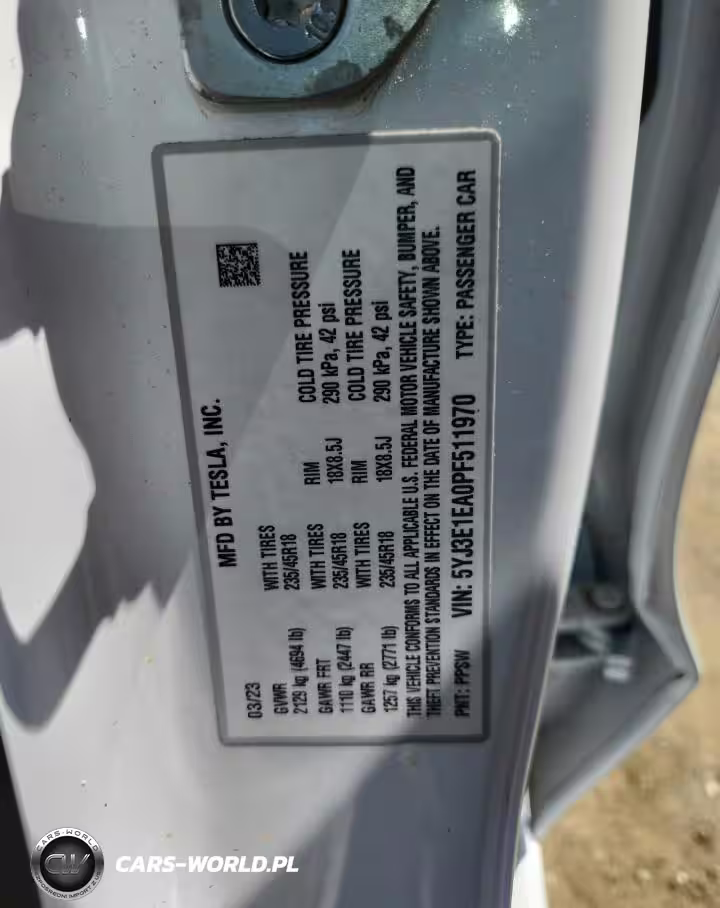 MFD BY TESLA, INC.
03/23
GVWR WITH TIRES RIM COLD TIRE PRESSURE
2129 kg (4694 lb) 235/45R18 18X8.5J 290 kPa, 42 psi
GAWR FRT WITH TIRES RIM COLD TIRE PRESSURE
1110 kg (2447 lb) 235/45R18 18X8.5J 290 kPa, 42 psi
GAWR RR WITH TIRES
1257 kg (2771 lb) 235/45R18
THIS VEHICLE CONFORMS TO ALL APPLICABLE U.S. FEDERAL MOTOR VEHICLE SAFETY, BUMPER, AND
THEFT PREVENTION STANDARDS IN EFFECT ON THE DATE OF MANUFACTURE SHOWN ABOVE.
PNT: PPSW VIN: 5YJ3E1EA0PF511970 TYPE: PASSENGER CAR
CARS-WORLD
CW
CARS-WORLD.PL